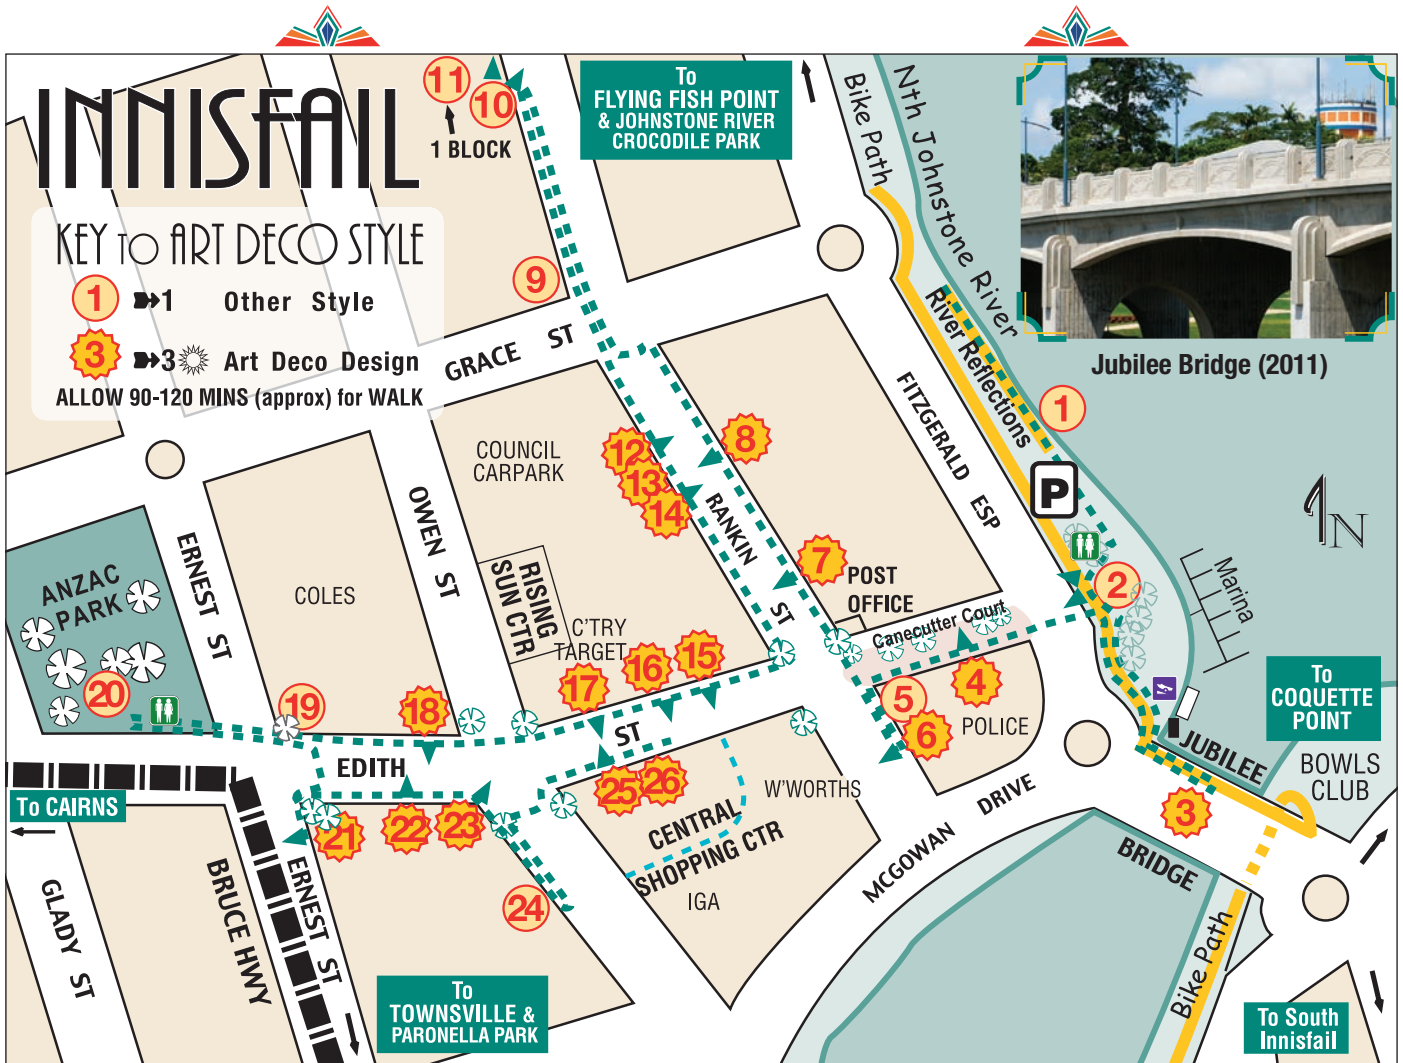 INNISFAIL
KEY TO ART DECO STYLE
1 1 Other Style
3 3 Art Deco Design
ALLOW 90-120 MINS (approx) for WALK
11
10
1 BLOCK
To
FLYING FISH POINT
& JOHNSTONE RIVER
CROCODILE PARK
Bike Path
Nth Johnstone River
Jubilee Bridge (2011)
9
GRACE ST
River Reflections
1
FITZGERALD ESP
P
N
COUNCIL
CARPARK
12
13
14
8
RANKIN ST
OWEN ST
ERNEST ST
ANZAC
PARK
COLES
RISING
SUN CTR
C'TRY
TARGET
7
POST
OFFICE
Canecutter Court
2
Marina
17
16
15
5
4
6
POLICE
20
19
18
EDITH ST
To
COQUETTE
POINT
JUBILEE
BRIDGE
BOWLS
CLUB
3
To CAIRNS
21
22
23
25
26
W'WORTHS
CENTRAL
SHOPPING CTR
IGA
MCGOWAN DRIVE
24
GLADY ST
BRUCE HWY
ERNEST ST
To
TOWNSVILLE &
PARONELLA PARK
Bike Path
To South
Innisfail